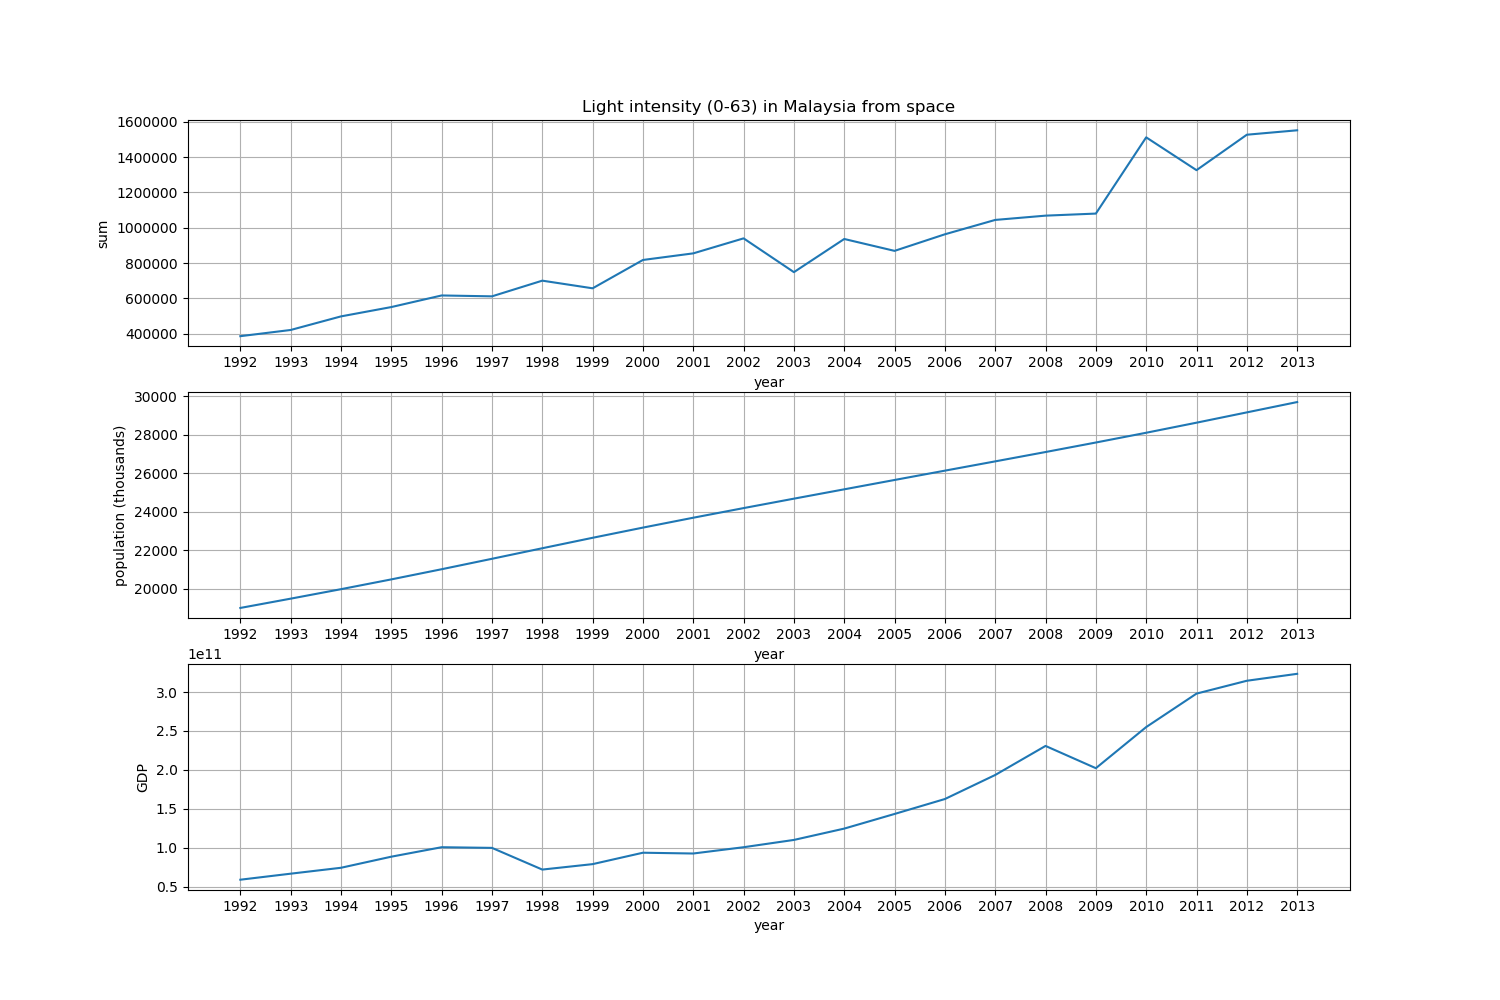 Light intensity (0-63) in Malaysia from space
1600000
1400000
1200000
1000000
800000
600000
400000
sum
1992 1993 1994 1995 1996 1997 1998 1999 2000 2001 2002 2003 2004 2005 2006 2007 2008 2009 2010 2011 2012 2013
year
30000
28000
26000
24000
22000
20000
population (thousands)
1992 1993 1994 1995 1996 1997 1998 1999 2000 2001 2002 2003 2004 2005 2006 2007 2008 2009 2010 2011 2012 2013
year
1e11
3.0
2.5
2.0
1.5
1.0
0.5
GDP
1992 1993 1994 1995 1996 1997 1998 1999 2000 2001 2002 2003 2004 2005 2006 2007 2008 2009 2010 2011 2012 2013
year